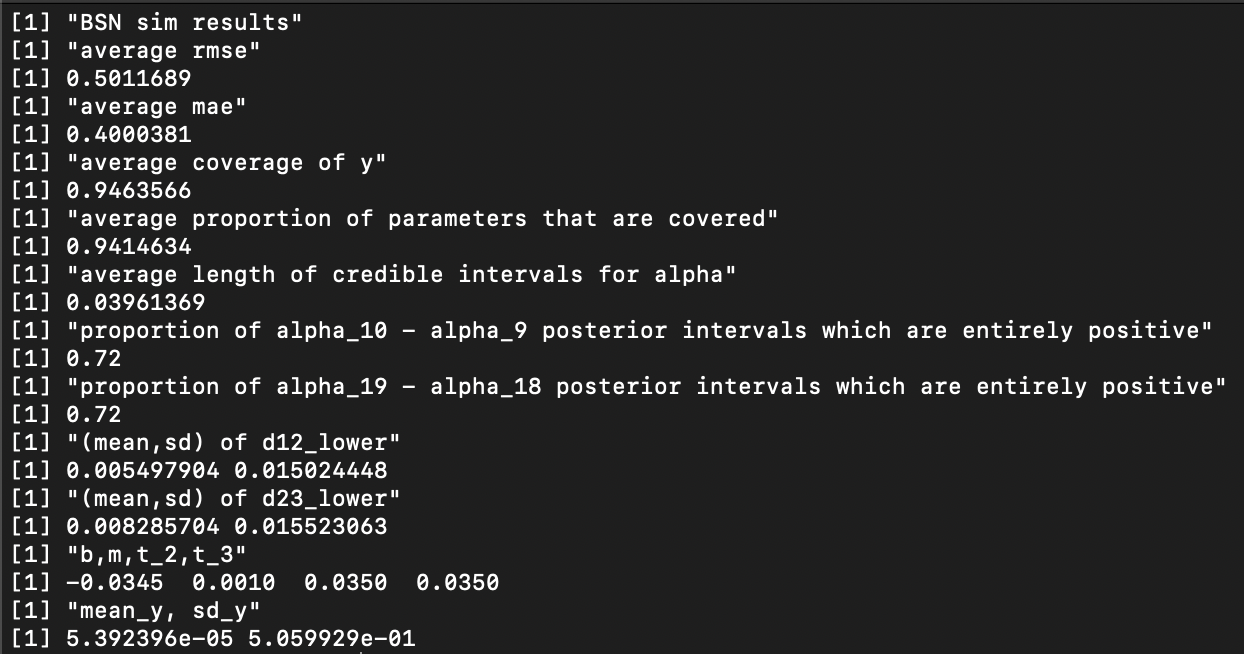 [1] "BSN sim results"
[1] "average rmse"
[1] 0.5011689
[1] "average mae"
[1] 0.4000381
[1] "average coverage of y"
[1] 0.9463566
[1] "average proportion of parameters that are covered"
[1] 0.9414634
[1] "average length of credible intervals for alpha"
[1] 0.03961369
[1] "proportion of alpha_10 - alpha_9 posterior intervals which are entirely positive"
[1] 0.72
[1] "proportion of alpha_19 - alpha_18 posterior intervals which are entirely positive"
[1] 0.72
[1] "(mean,sd) of d12_lower"
[1] 0.005497904 0.015024448
[1] "(mean,sd) of d23_lower"
[1] 0.008285704 0.015523063
[1] "b,m,t_2,t_3"
[1] -0.0345  0.0010  0.0350  0.0350
[1] "mean_y, sd_y"
[1] 5.392396e-05 5.059929e-01